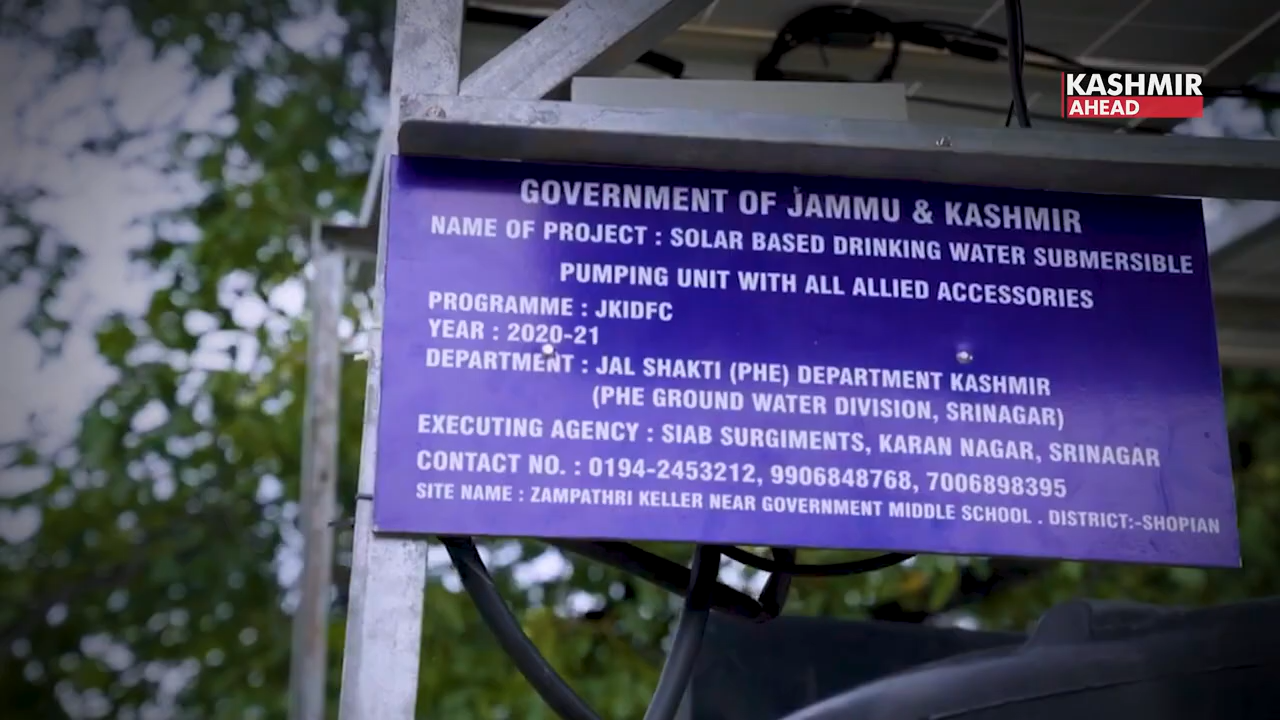 KASHMIR
AHEAD
GOVERNMENT OF JAMMU & KASHMIR
NAME OF PROJECT : SOLAR BASED DRINKING WATER SUBMERSIBLE
PUMPING UNIT WITH ALL ALLIED ACCESSORIES
PROGRAMME : JKIDFC
YEAR : 2020-21
DEPARTMENT : JAL SHAKTI (PHE) DEPARTMENT KASHMIR
(PHE GROUND WATER DIVISION, SRINAGAR)
EXECUTING AGENCY : SIAB SURGIMENTS, KARAN NAGAR, SRINAGAR
CONTACT NO. : 0194-2453212, 9906848768, 7006898395
SITE NAME : ZAMPATHRI KELLER NEAR GOVERNMENT MIDDLE SCHOOL . DISTRICT:-SHOPIAN